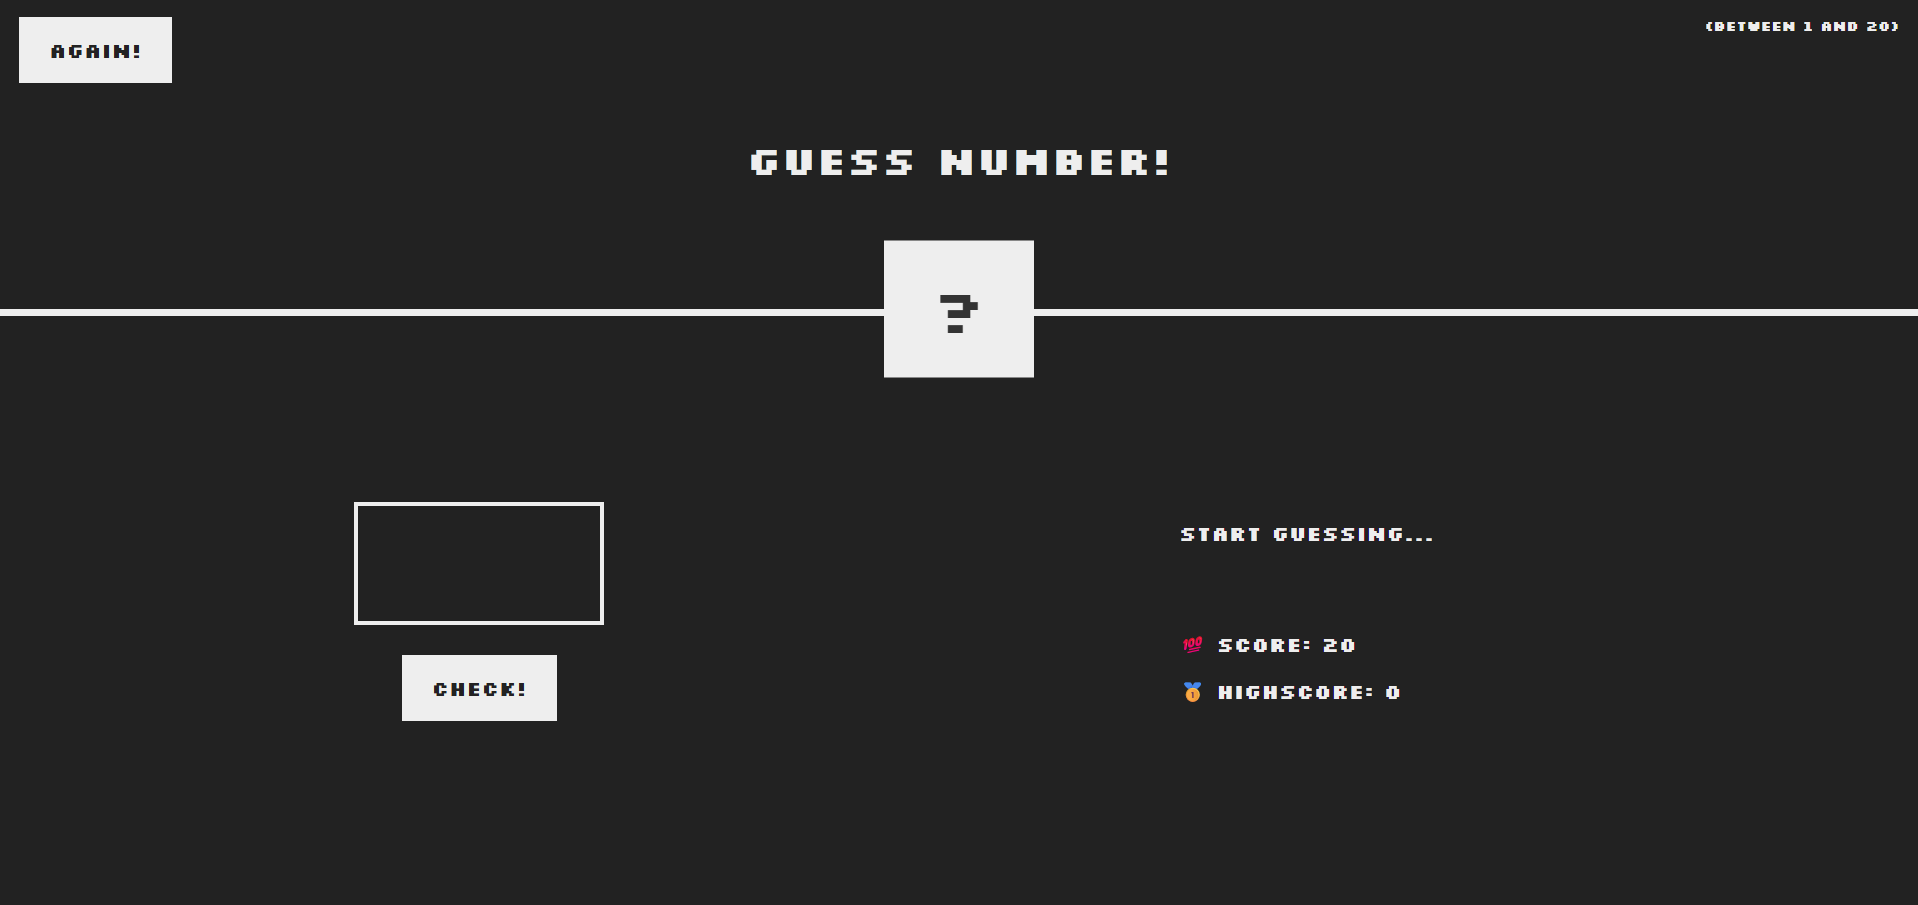 AGAIN!
(BETWEEN 1 AND 20)
GUESS NUMBER!
?
START GUESSING...
💯 SCORE: 20
🥇 HIGHSCORE: 0
CHECK!